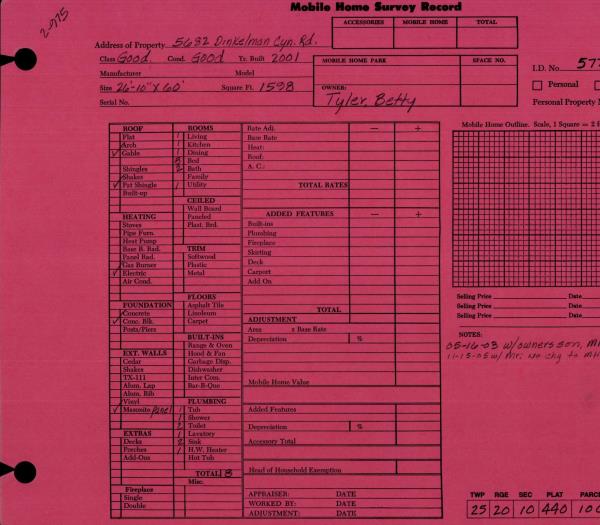 Mobile Home Survey Record
2-975
ACCESSORIES MOBILE HOME TOTAL
Address of Property 5632 Dinkelman Cyn. Rd.
Class Good Cond. Good Yr. Built 2001
MOBILE HOME PARK SPACE NO.
I.D. No. 577
Manufacturer Model
Size 26'-10" X 60' Square Ft. 1598
OWNER:
Tyler, Betty
Personal
Serial No.
Personal Property
ROOF
Flat
Arch
✓ Gable
Shingles
Shakes
✓ Pat Shingle
Built-up
HEATING
Stoves
Pipe Furn.
Heat Pump
Base B. Rad.
Panel Rad.
Gas Burner
✓ Electric
Air Cond.
FOUNDATION
Concrete
✓ Conc. Blk.
Posts/Piers
EXT. WALLS
Cedar
Shakes
TX-111
Alum. Lap
Alum. Rib
Vinyl
✓ Masonite Panel
EXTRAS
Decks
Porches
Add-Ons
Fireplace
Single
Double
ROOMS
1 Living
1 Kitchen
1 Dining
3 Bed
2 Bath
Family
1 Utility
CEILED
Wall Board
Paneled
Plast. Brd.
TRIM
Softwood
Plastic
Metal
FLOORS
Asphalt Tile
Linoleum
Carpet
BUILT-INS
Range & Oven
Hood & Fan
Garbage Disp.
Dishwasher
Inter Com.
Bar-B-Que
PLUMBING
1 Tub
1 Shower
2 Toilet
1 Lavatory
2 Sink
1 H.W. Heater
Hot Tub
TOTAL 8
Misc.
Rate Adj. — +
Base Rate
Heat:
Roof:
A. C.:
TOTAL RATES
ADDED FEATURES — +
Built-ins
Plumbing
Fireplace
Skirting
Deck
Carport
Add On
TOTAL
ADJUSTMENT
Area x Base Rate
Depreciation %
Mobile Home Value
Added Features
Depreciation %
Accessory Total
Head of Household Exemption
APPRAISER: DATE
WORKED BY: DATE
ADJUSTMENT: DATE
Mobile Home Outline. Scale, 1 Square = 2
Selling Price Date
Selling Price Date
Selling Price Date
NOTES:
05-16-03 w/owners son,
11-15-05 w/ Mr; No chg to MH
TWP RGE SEC PLAT PARC
25 20 10 440 100